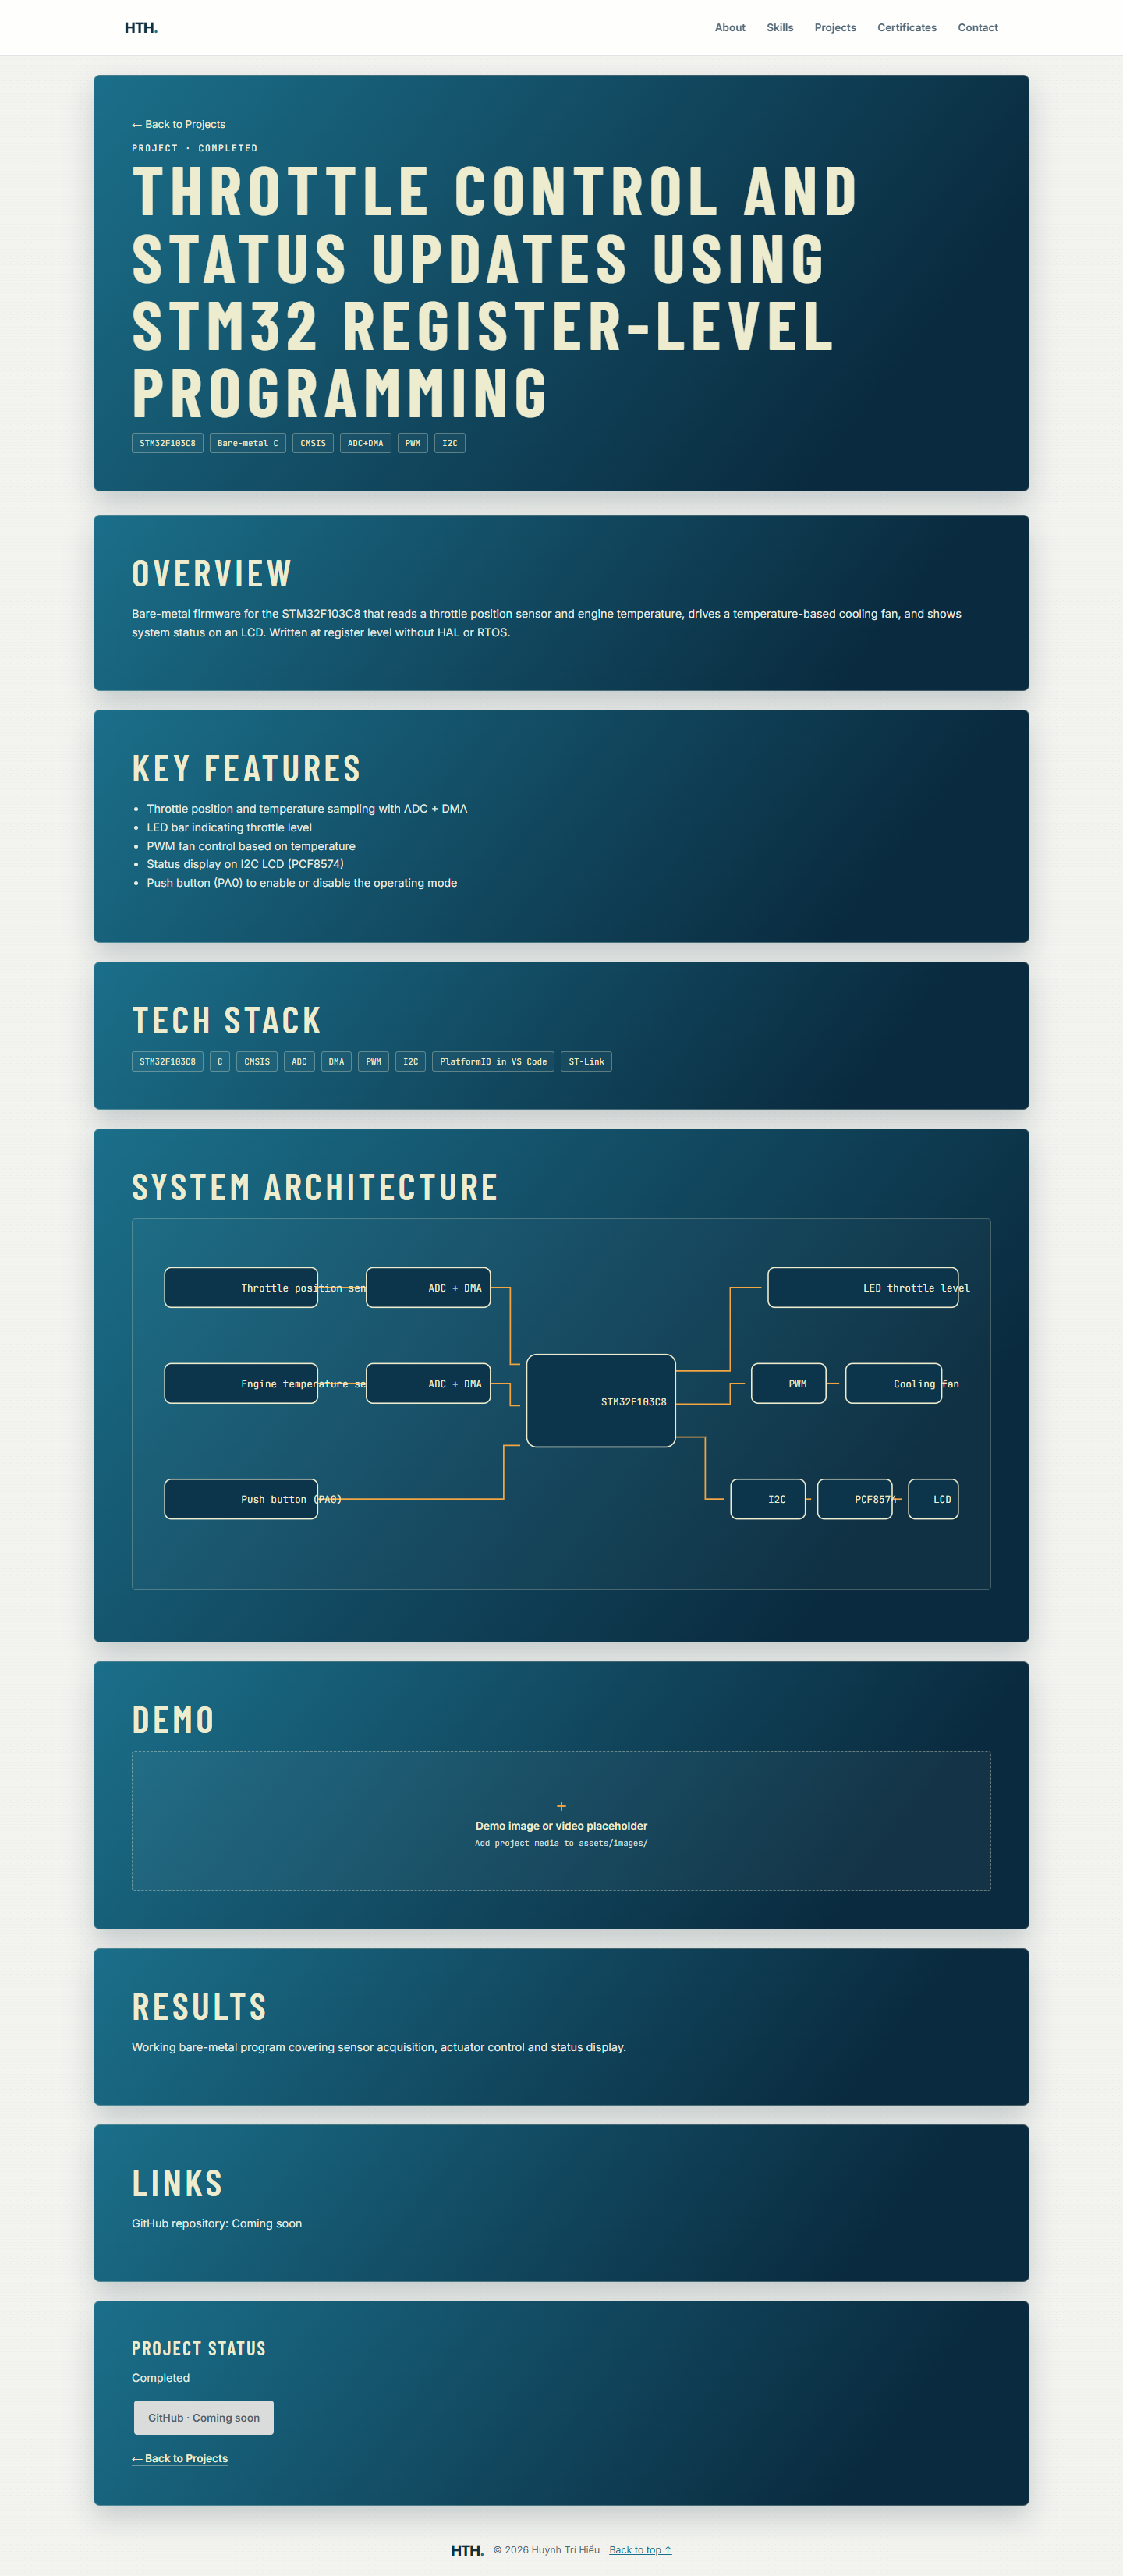 HTH.
About Skills Projects Certificates Contact
← Back to Projects
PROJECT · COMPLETED
THROTTLE CONTROL AND
STATUS UPDATES USING
STM32 REGISTER-LEVEL
PROGRAMMING
STM32F103C8 Bare-metal C CMSIS ADC+DMA PWM I2C
OVERVIEW
Bare-metal firmware for the STM32F103C8 that reads a throttle position sensor and engine temperature, drives a temperature-based cooling fan, and shows
system status on an LCD. Written at register level without HAL or RTOS.
KEY FEATURES
• Throttle position and temperature sampling with ADC + DMA
• LED bar indicating throttle level
• PWM fan control based on temperature
• Status display on I2C LCD (PCF8574)
• Push button (PA0) to enable or disable the operating mode
TECH STACK
STM32F103C8 C CMSIS ADC DMA PWM I2C PlatformIO in VS Code ST-Link
SYSTEM ARCHITECTURE
Throttle position sen ADC + DMA LED throttle level
Engine temperature se ADC + DMA PWM Cooling fan
STM32F103C8
Push button (PA0) I2C PCF8574 LCD
DEMO
+
Demo image or video placeholder
Add project media to assets/images/
RESULTS
Working bare-metal program covering sensor acquisition, actuator control and status display.
LINKS
GitHub repository: Coming soon
PROJECT STATUS
Completed
GitHub · Coming soon
← Back to Projects
HTH. © 2026 Huỳnh Trí Hiếu Back to top ↑